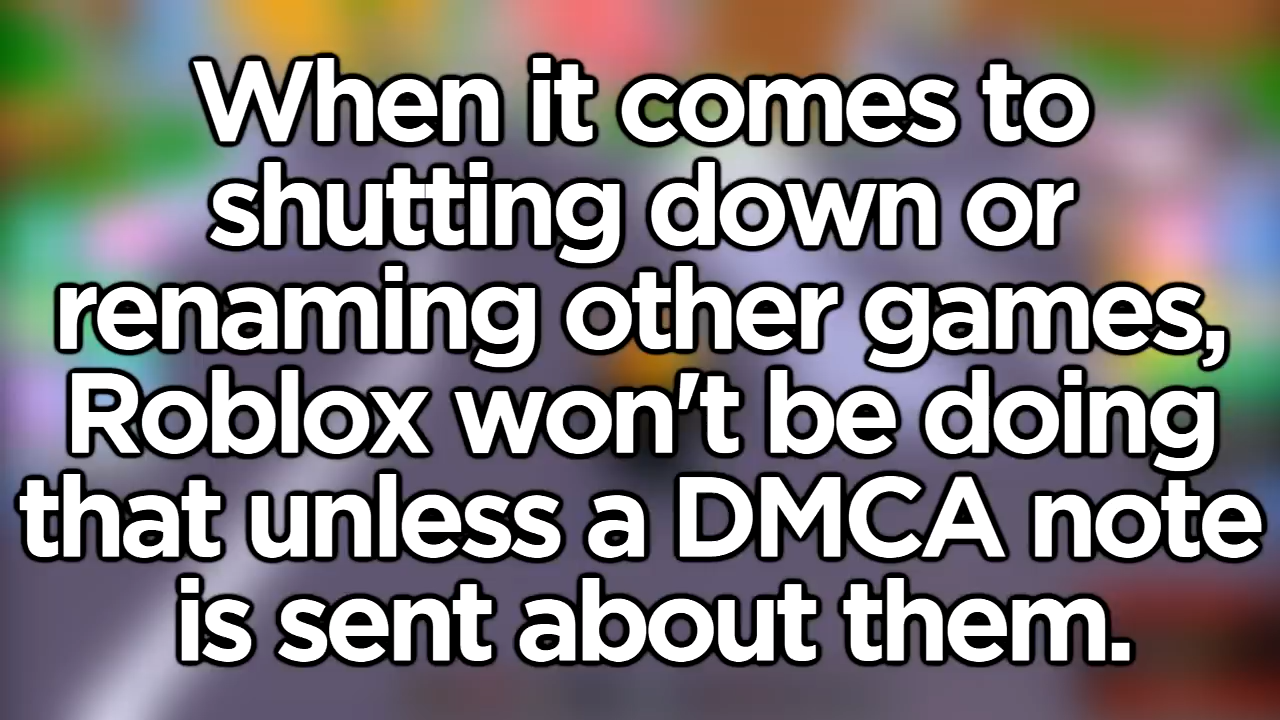 When it comes to
shutting down or
renaming other games,
Roblox won't be doing
that unless a DMCA note
is sent about them.